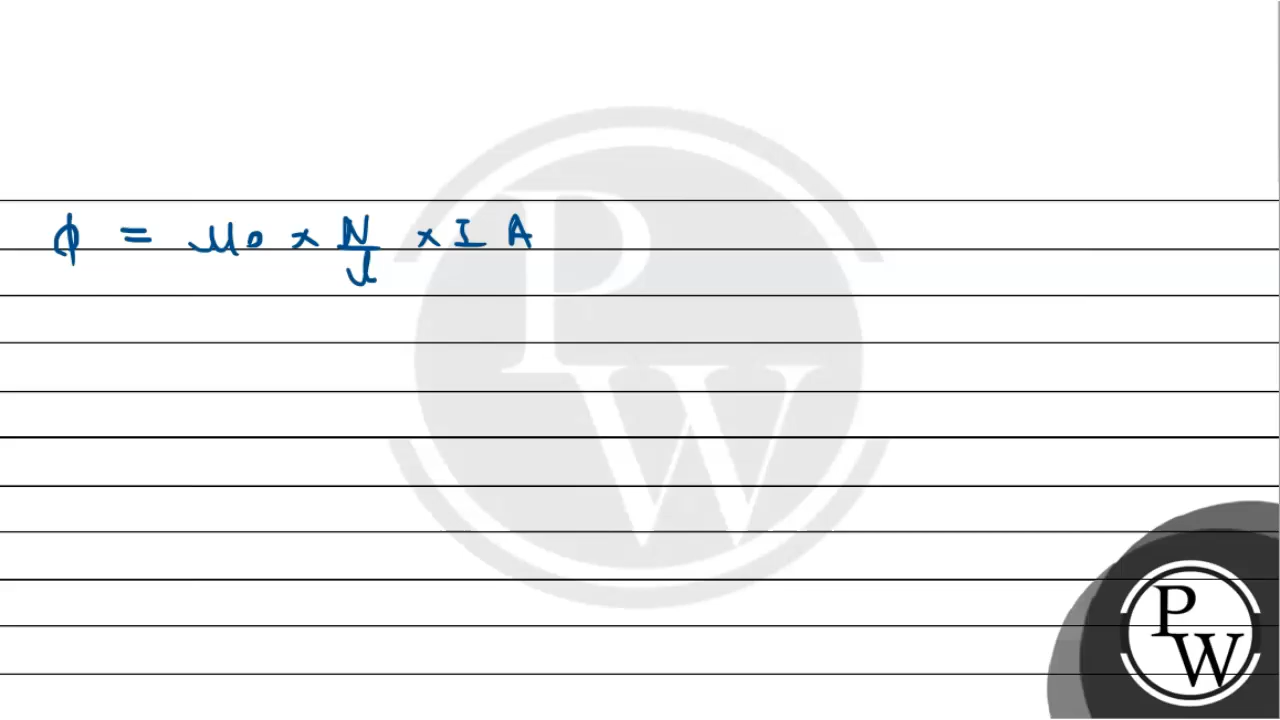 φ = μ₀ × N/l × I A
P
W
P
W